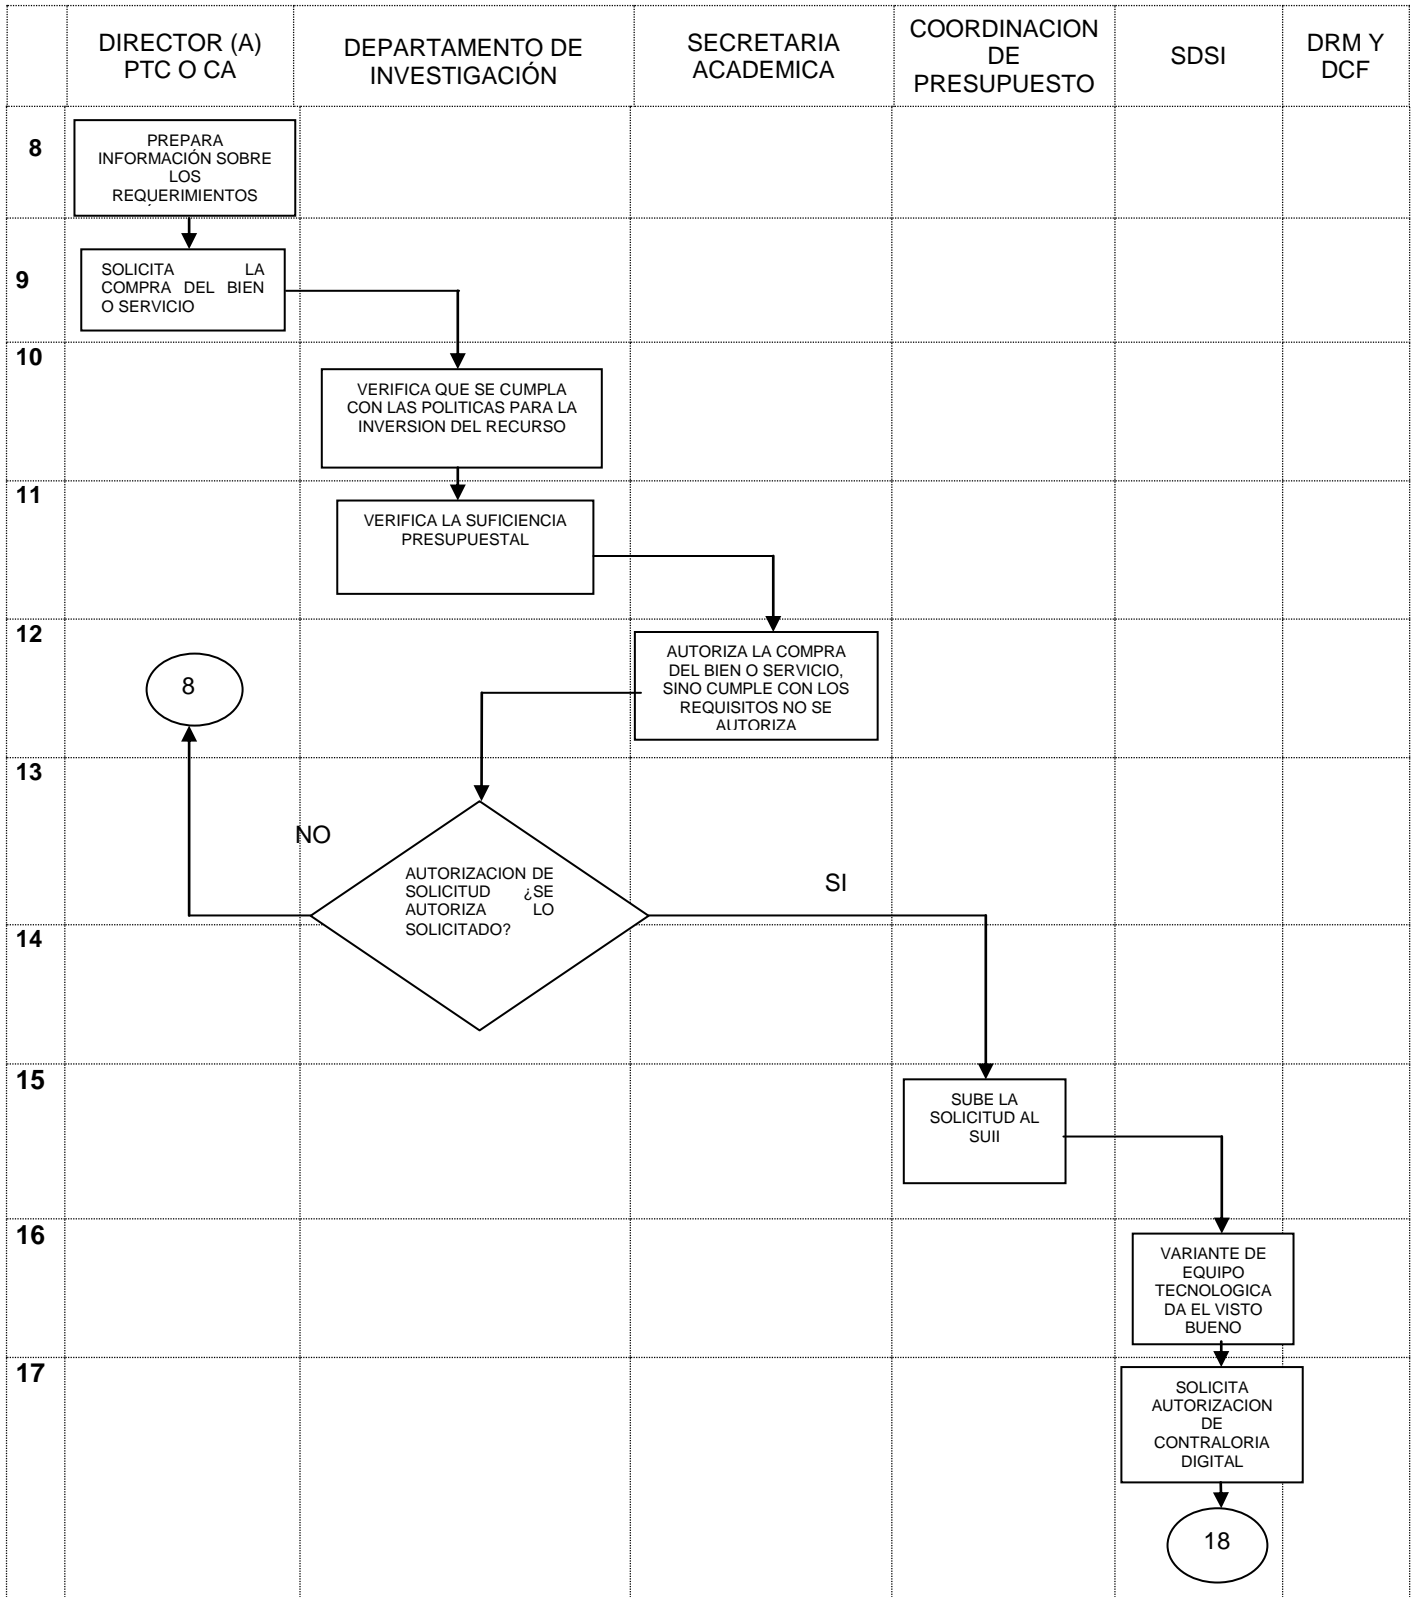 DIRECTOR (A)
PTC O CA
DEPARTAMENTO DE
INVESTIGACIÓN
SECRETARIA
ACADEMICA
COORDINACION
DE
PRESUPUESTO
SDSI
DRM Y
DCF
8
PREPARA
INFORMACIÓN SOBRE
LOS
REQUERIMIENTOS
9
SOLICITA LA
COMPRA DEL BIEN
O SERVICIO
10
VERIFICA QUE SE CUMPLA
CON LAS POLITICAS PARA LA
INVERSION DEL RECURSO
11
VERIFICA LA SUFICIENCIA
PRESUPUESTAL
12
AUTORIZA LA COMPRA
DEL BIEN O SERVICIO,
SINO CUMPLE CON LOS
REQUISITOS NO SE
AUTORIZA
8
13
NO
AUTORIZACION DE
SOLICITUD ¿SE
AUTORIZA LO
SOLICITADO?
SI
14
15
SUBE LA
SOLICITUD AL
SUII
16
VARIANTE DE
EQUIPO
TECNOLOGICA
DA EL VISTO
BUENO
17
SOLICITA
AUTORIZACION
DE
CONTRALORIA
DIGITAL
18